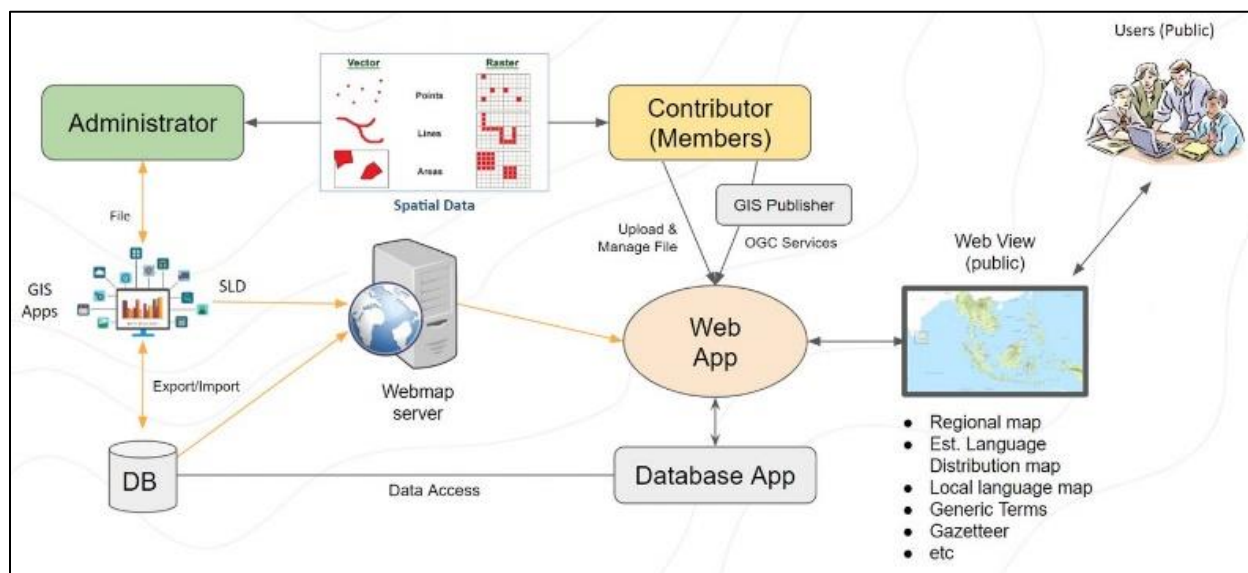 Users (Public)
Vector
Raster
Points
Lines
Areas
Spatial Data
Administrator
Contributor
(Members)
GIS Publisher
File
Upload &
Manage File
OGC Services
Web View
(public)
GIS
Apps
SLD
Web
App
Export/Import
Webmap
server
DB
Data Access
Database App
● Regional map
● Est. Language
Distribution map
● Local language map
● Generic Terms
● Gazetteer
● etc